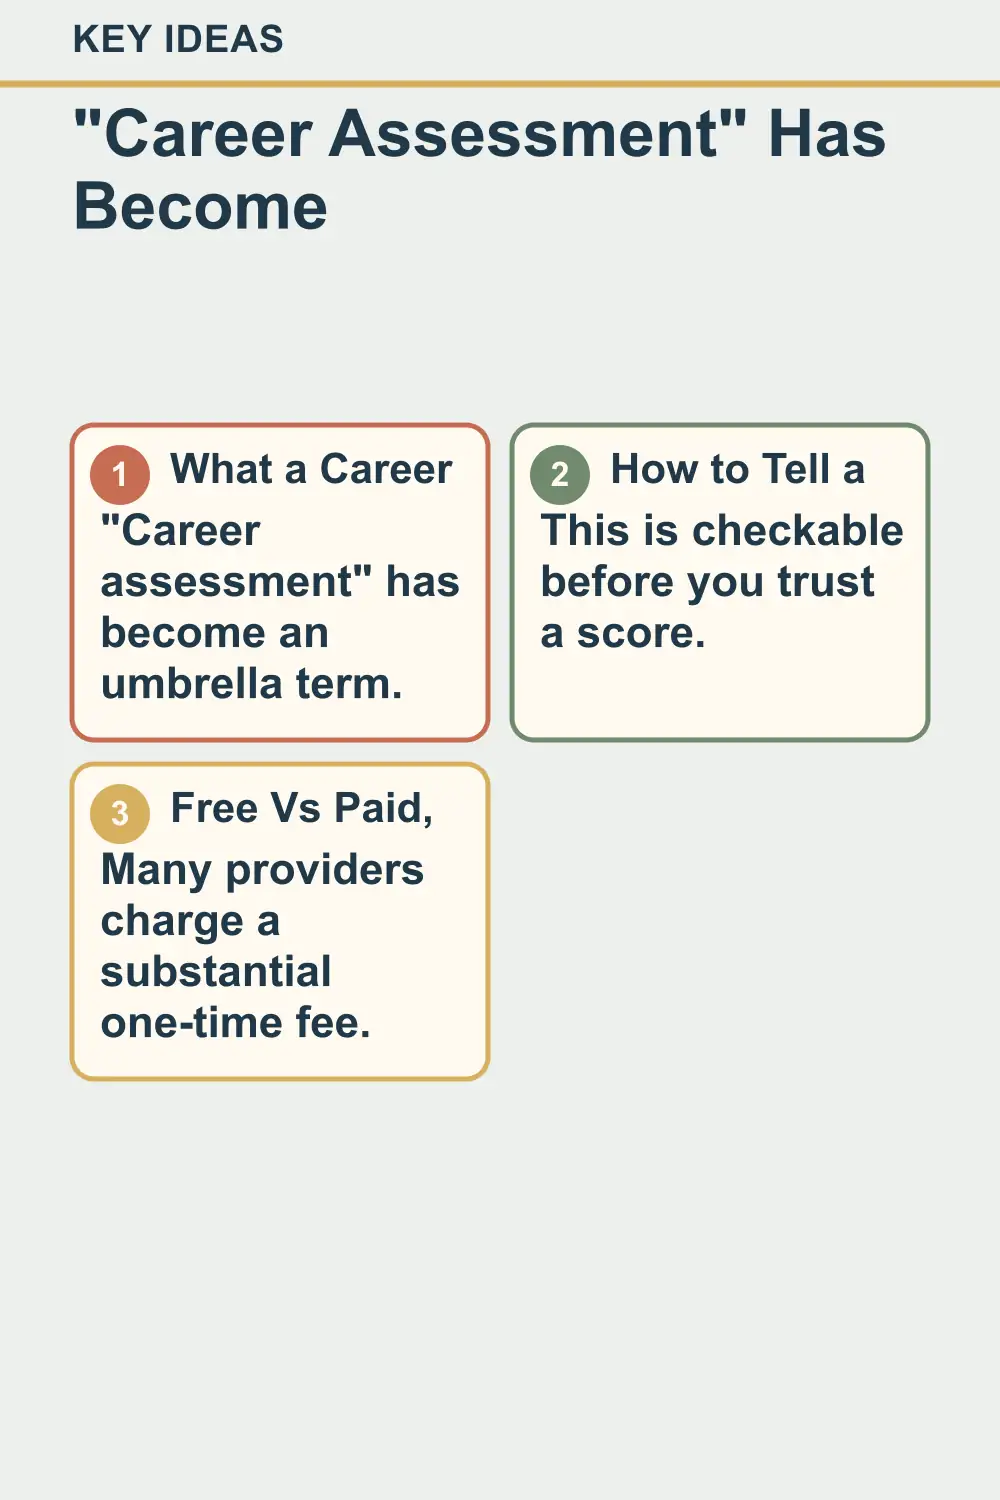 KEY IDEAS
"Career Assessment" Has
Become
1 What a Career
"Career
assessment" has
become an
umbrella term.
2 How to Tell a
This is checkable
before you trust
a score.
3 Free Vs Paid,
Many providers
charge a
substantial
one-time fee.